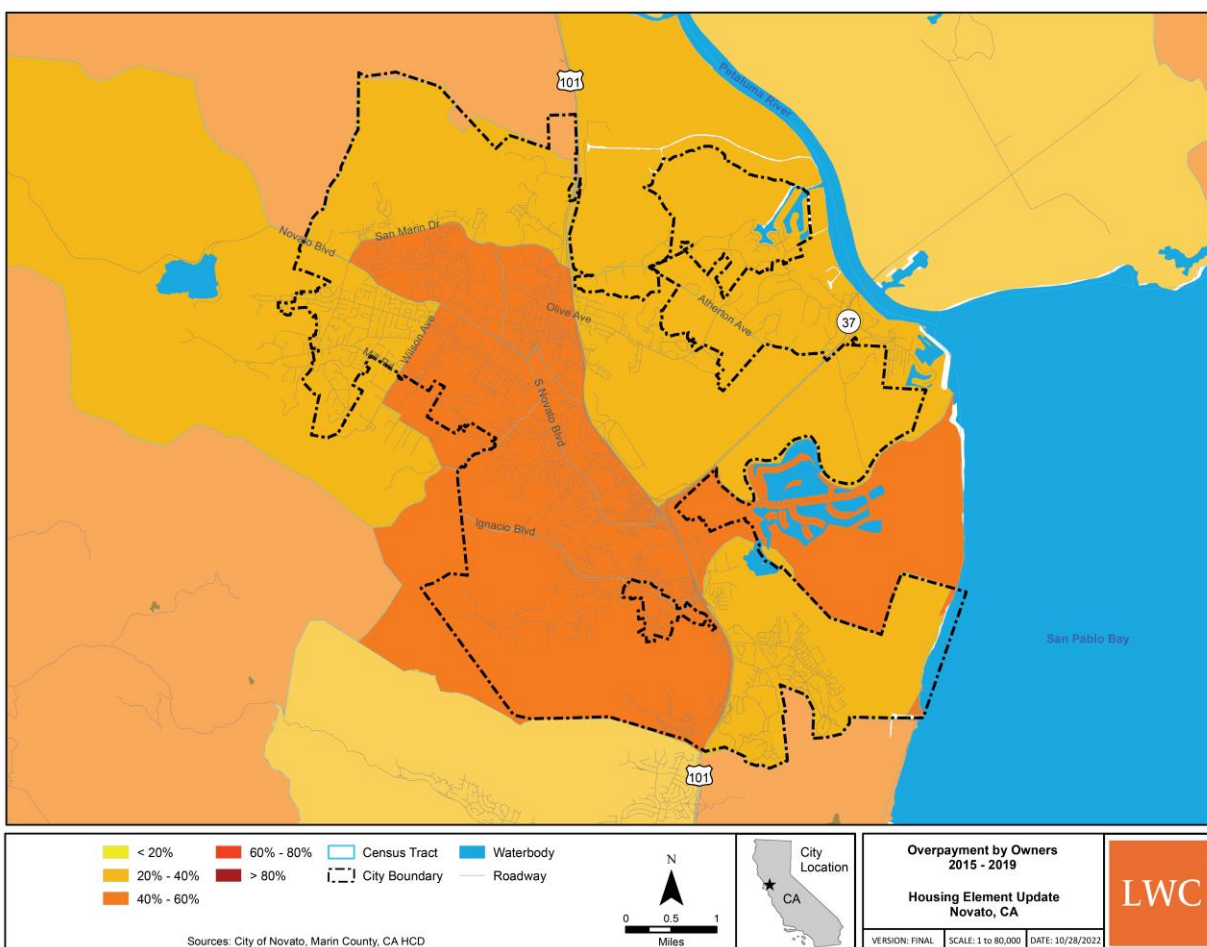 101
Petaluma River
San Marin Dr
Novato Blvd
Olive Ave
Atherton Ave
37
Wilson Ave
S Novato Blvd
Ignacio Blvd
San Pablo Bay
101
< 20%
20% - 40%
40% - 60%
60% - 80%
> 80%
Census Tract
City Boundary
Waterbody
Roadway
Sources: City of Novato, Marin County, CA HCD
N
0 0.5 1
Miles
City
Location
CA
Overpayment by Owners
2015 - 2019
Housing Element Update
Novato, CA
VERSION: FINAL
SCALE: 1 to 80,000
DATE: 10/28/2022
LWC